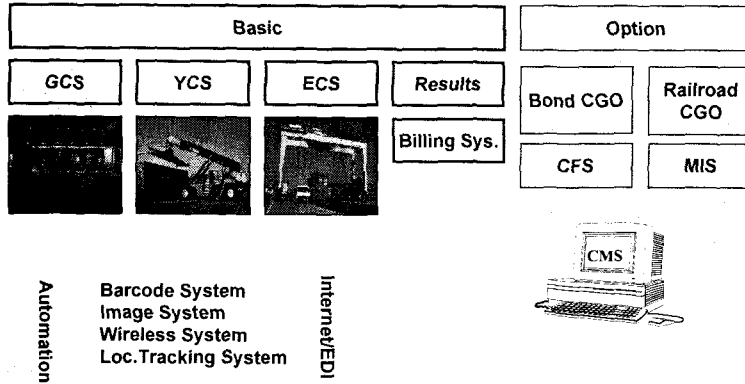 Basic
Option
GCS
YCS
ECS
Results
Bond CGO
Railroad
CGO
Billing Sys.
CFS
MIS
CMS
Automation
Barcode System
Image System
Wireless System
Loc.Tracking System
Internet/EDI